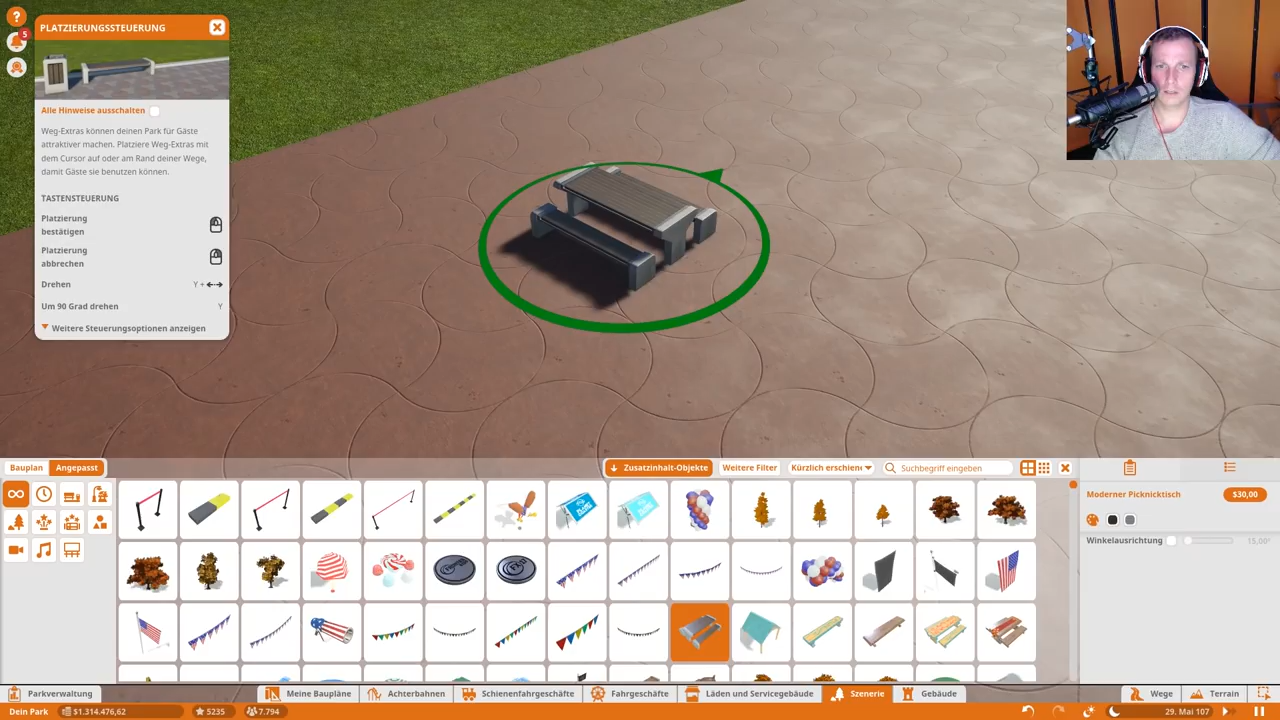 ?
5
PLATZIERUNGSSTEUERUNG
Alle Hinweise ausschalten
Weg-Extras können deinen Park für Gäste
attraktiver machen. Platziere Weg-Extras mit
dem Cursor auf oder am Rand deiner Wege,
damit Gäste sie benutzen können.
TASTENSTEUERUNG
Platzierung
bestätigen
Platzierung
abbrechen
Drehen Y +
Um 90 Grad drehen Y
Weitere Steuerungsoptionen anzeigen
Bauplan Angepasst
Zusatzinhalt-Objekte Weitere Filter Kürzlich erschien Suchbegriff eingeben
Moderner Picknicktisch $30,00
Winkelausrichtung 15,00°
Parkverwaltung Meine Baupläne Achterbahnen Schienenfahrgeschäfte Fahrgeschäfte Läden und Servicegebäude Szenerie Gebäude Wege Terrain
Dein Park $1.314.476,62 5235 7.794 29. Mai 107